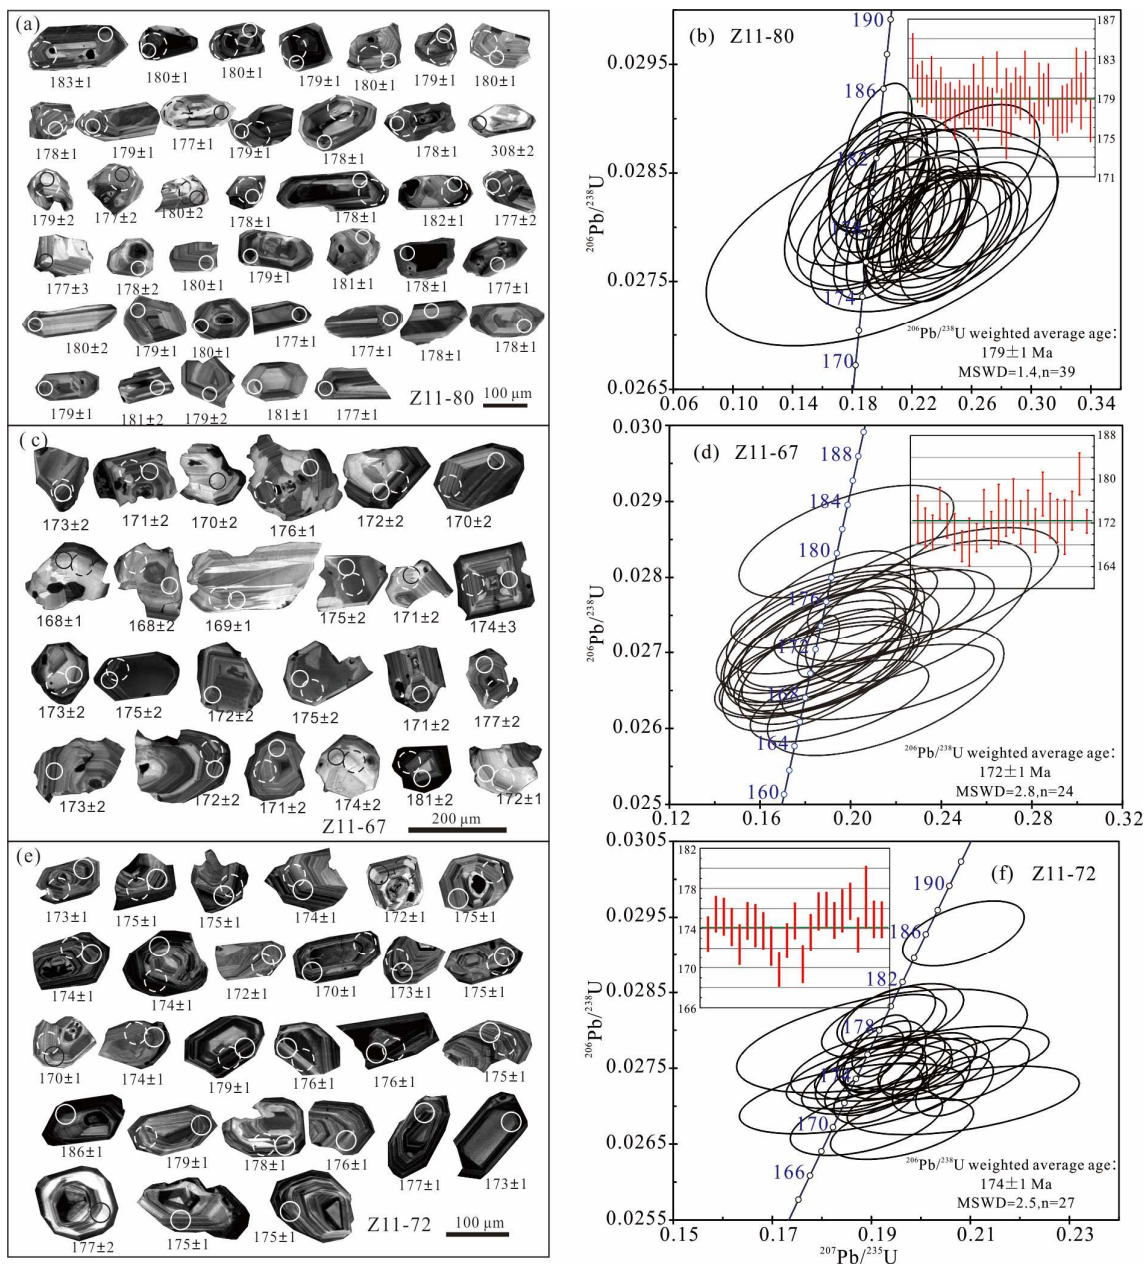 (a)
183±1 180±1 180±1 179±1 180±1 179±1 180±1
178±1 179±1 177±1 179±1 178±1 178±1 308±2
179±2 177±2 180±2 178±1 178±1 182±1 177±2
177±3 178±2 180±1 179±1 181±1 178±1 177±1
180±2 179±1 180±1 177±1 177±1 178±1 178±1
179±1 181±2 179±2 181±1 177±1
Z11-80 100 μm
(b) Z11-80
190
186
182
174
170
187
183
179
175
171
0.0295
0.0285
0.0275
0.0265
²⁰⁶Pb/²³⁸U
²⁰⁶Pb/²³⁸U weighted average age:
179±1 Ma
MSWD=1.4,n=39
0.06 0.10 0.14 0.18 0.22 0.26 0.30 0.34
(c)
173±2 171±2 170±2 176±1 172±2 170±2
168±1 168±2 169±1 175±2 171±2 174±3
173±2 175±2 172±2 175±2 171±2 177±2
173±2 172±2 171±2 174±2 181±2 172±1
Z11-67 200 μm
(d) Z11-67
188
184
180
176
172
168
164
160
188
180
172
164
0.030
0.029
0.028
0.027
0.026
0.025
²⁰⁶Pb/²³⁸U
²⁰⁶Pb/²³⁸U weighted average age:
172±1 Ma
MSWD=2.8,n=24
0.12 0.16 0.20 0.24 0.28 0.32
(e)
173±1 175±1 175±1 174±1 172±1 175±1
174±1 174±1 172±1 170±1 173±1 175±1
170±1 174±1 179±1 176±1 176±1 175±1
186±1 179±1 178±1 176±1 177±1 173±1
177±2 175±1 175±1
Z11-72 100 μm
(f) Z11-72
182
180
178
176
174
172
170
168
166
190
186
182
178
174
170
166
0.0305
0.0295
0.0285
0.0275
0.0265
0.0255
²⁰⁶Pb/²³⁸U
²⁰⁶Pb/²³⁸U weighted average age:
174±1 Ma
MSWD=2.5,n=27
0.15 0.17 0.19 0.21 0.23
²⁰⁷Pb/²³⁵U